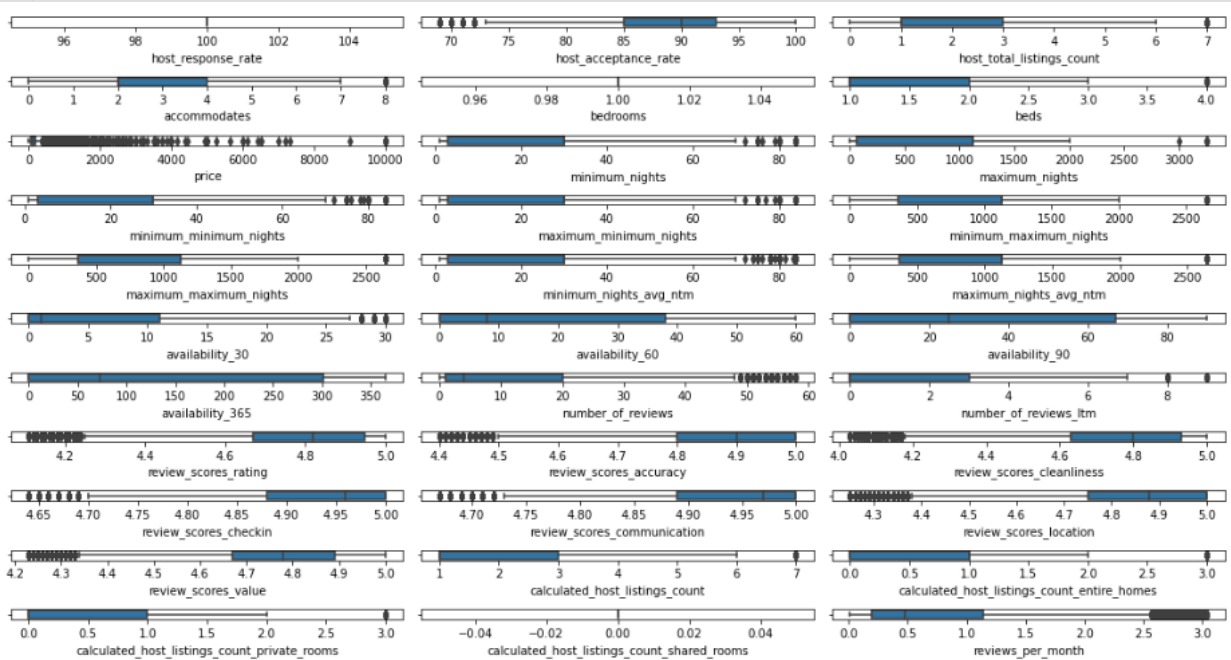 96 98 100 102 104 70 75 80 85 90 95 100 0 1 2 3 4 5 6 7
host_response_rate host_acceptance_rate host_total_listings_count
0 1 2 3 4 5 6 7 8 0.96 0.98 1.00 1.02 1.04 1.0 1.5 2.0 2.5 3.0 3.5 4.0
accommodates bedrooms beds
0 2000 4000 6000 8000 10000 20 40 60 80 0 500 1000 1500 2000 2500 3000
price minimum_nights maximum_nights
20 40 60 80 20 40 60 80 0 500 1000 1500 2000 2500
minimum_minimum_nights maximum_minimum_nights minimum_maximum_nights
500 1000 1500 2000 2500 20 40 60 80 0 500 1000 1500 2000 2500
maximum_maximum_nights minimum_nights_avg_ntm maximum_nights_avg_ntm
0 5 10 15 20 25 30 0 10 20 30 40 50 60 0 20 40 60 80
availability_30 availability_60 availability_90
0 50 100 150 200 250 300 350 0 10 20 30 40 50 60 0 2 4 6 8
availability_365 number_of_reviews number_of_reviews_ltm
4.2 4.4 4.6 4.8 5.0 4.4 4.5 4.6 4.7 4.8 4.9 5.0 4.0 4.2 4.4 4.6 4.8 5.0
review_scores_rating review_scores_accuracy review_scores_cleanliness
4.65 4.70 4.75 4.80 4.85 4.90 4.95 5.00 4.70 4.75 4.80 4.85 4.90 4.95 5.00 4.3 4.4 4.5 4.6 4.7 4.8 4.9 5.0
review_scores_checkin review_scores_communication review_scores_location
4.2 4.3 4.4 4.5 4.6 4.7 4.8 4.9 5.0 1 2 3 4 5 6 7 0.0 0.5 1.0 1.5 2.0 2.5 3.0
review_scores_value calculated_host_listings_count calculated_host_listings_count_entire_homes
0.0 0.5 1.0 1.5 2.0 2.5 3.0 −0.04 −0.02 0.00 0.02 0.04 0.0 0.5 1.0 1.5 2.0 2.5 3.0
calculated_host_listings_count_private_rooms calculated_host_listings_count_shared_rooms reviews_per_month